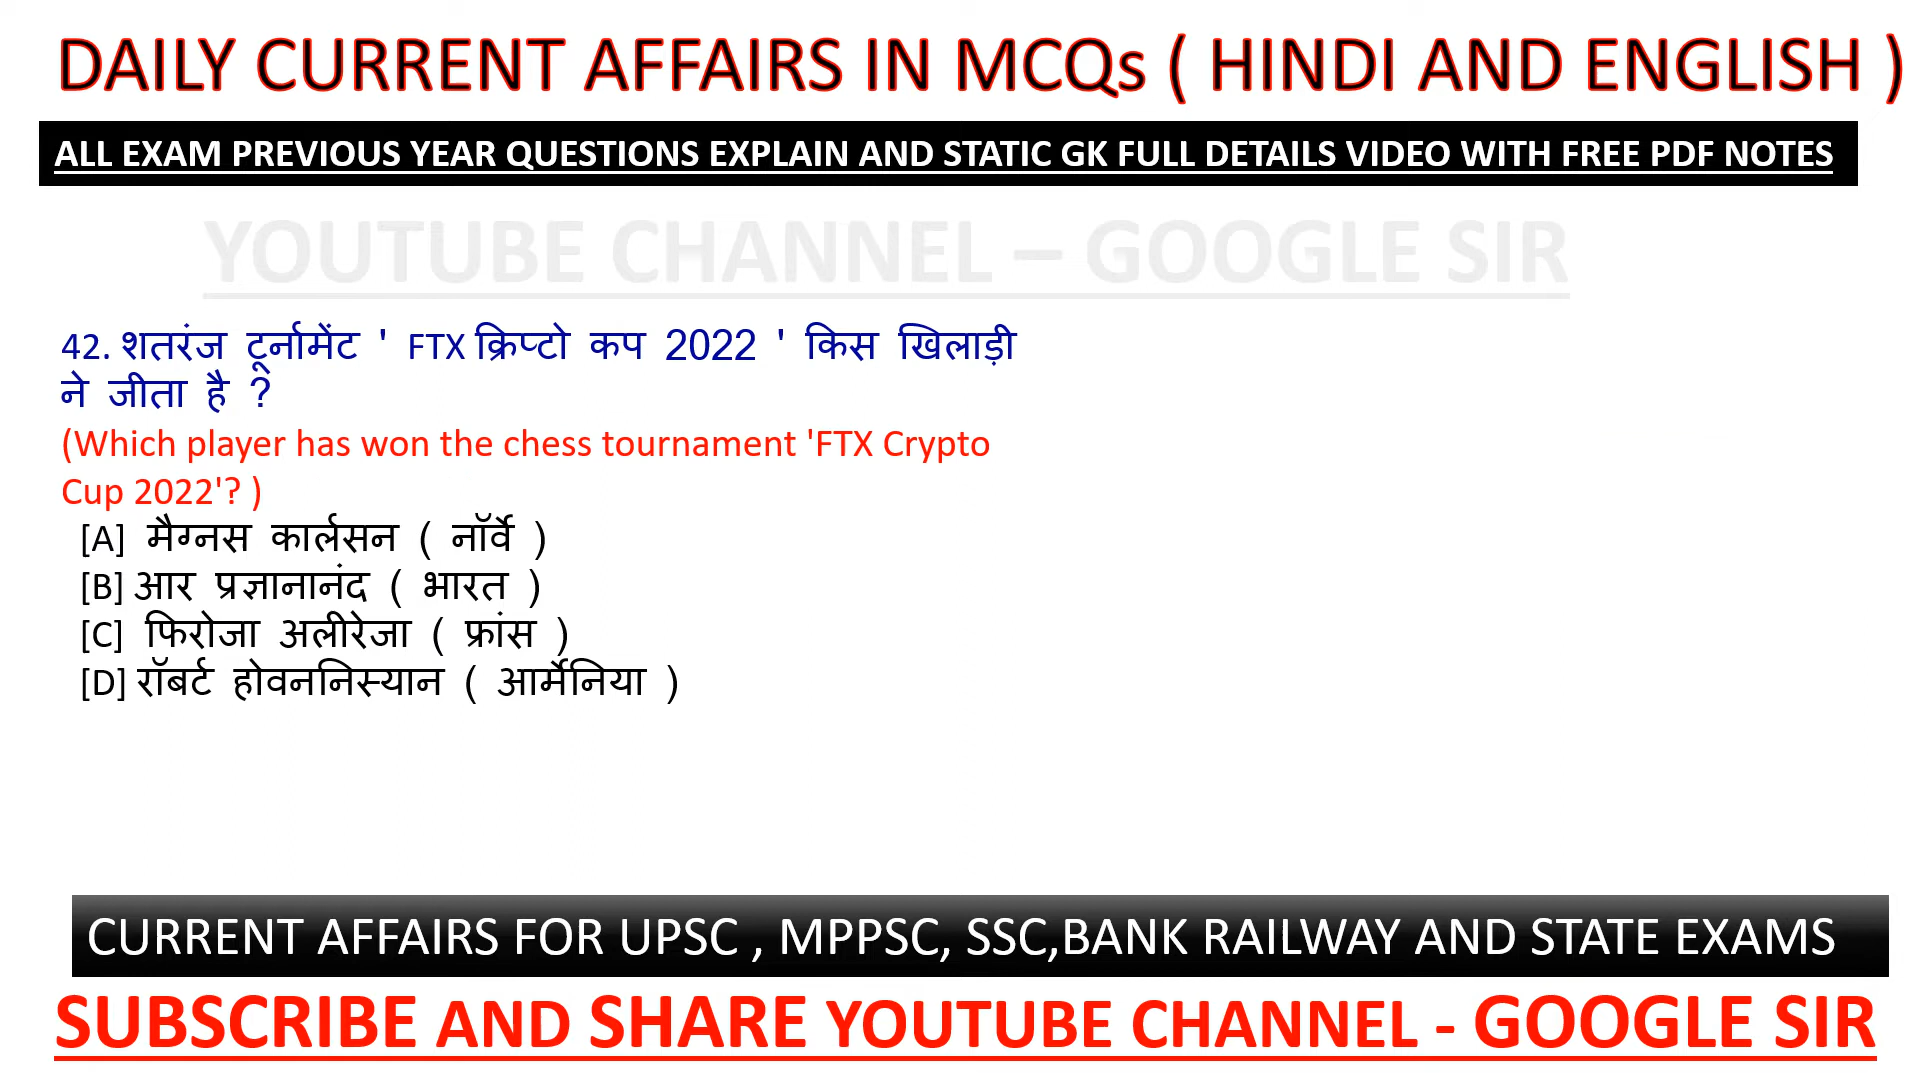 DAILY CURRENT AFFAIRS IN MCQs ( HINDI AND ENGLISH )
ALL EXAM PREVIOUS YEAR QUESTIONS EXPLAIN AND STATIC GK FULL DETAILS VIDEO WITH FREE PDF NOTES
YOUTUBE CHANNEL – GOOGLE SIR
42. शतरंज टूर्नामेंट ' FTX क्रिप्टो कप 2022 ' किस खिलाड़ी
ने जीता है ?
(Which player has won the chess tournament 'FTX Crypto
Cup 2022'? )
[A] मैग्नस कार्लसन ( नॉर्वे )
[B] आर प्रज्ञानानंद ( भारत )
[C] फिरोजा अलीरेजा ( फ्रांस )
[D] रॉबर्ट होवननिस्यान ( आर्मेनिया )
CURRENT AFFAIRS FOR UPSC , MPPSC, SSC,BANK RAILWAY AND STATE EXAMS
SUBSCRIBE AND SHARE YOUTUBE CHANNEL - GOOGLE SIR